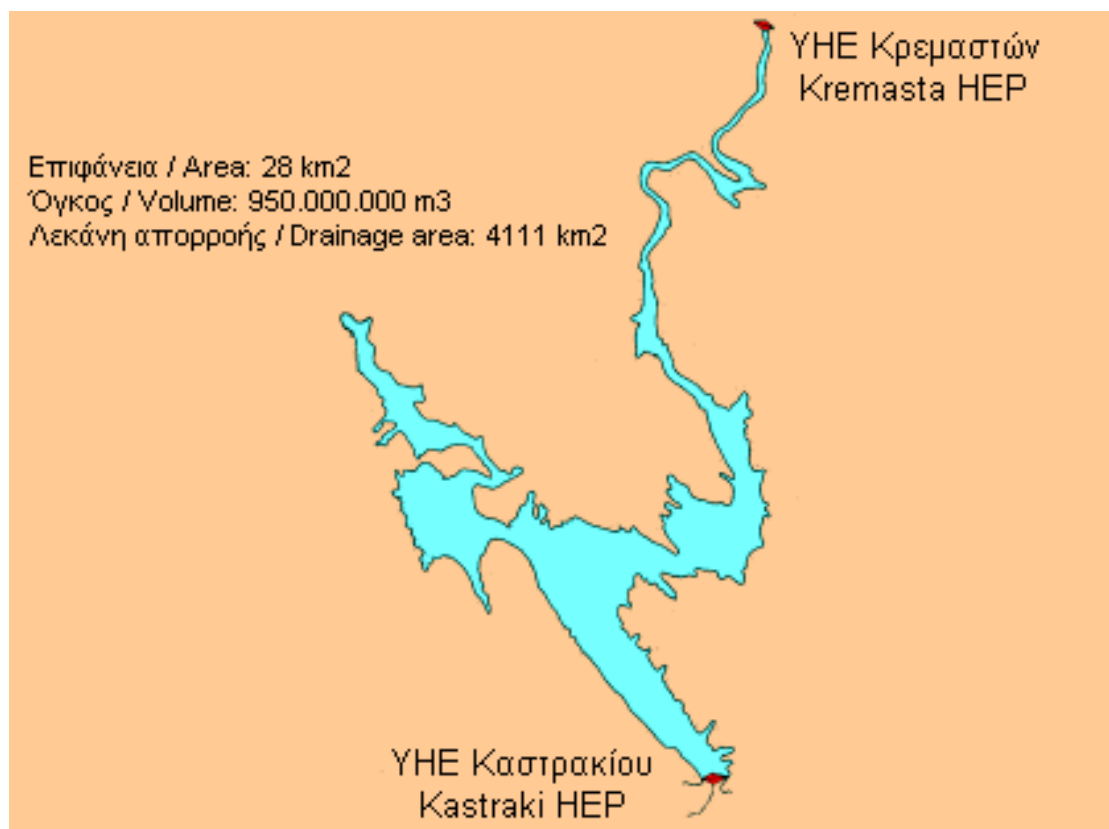 ΥΗΕ Κρεμαστών
Kremasta HEP
Επιφάνεια / Area: 28 km2
Όγκος / Volume: 950.000.000 m3
Λεκάνη απορροής / Drainage area: 4111 km2
ΥΗΕ Καστρακίου
Kastraki HEP